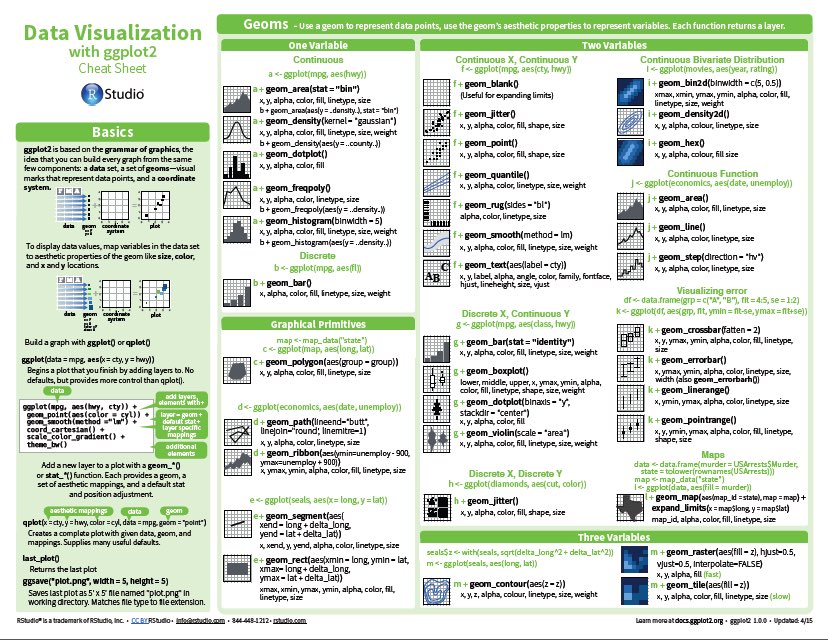 Data Visualization
with ggplot2
Cheat Sheet
R Studio
Basics
ggplot2 is based on the grammar of graphics, the
idea that you can build every graph from the same
few components: a data set, a set of geoms—visual
marks that represent data points, and a coordinate
system.
data geom coordinate system plot
To display data values, map variables in the data set
to aesthetic properties of the geom like size, color,
and x and y locations.
data geom coordinate system plot
Build a graph with ggplot() or qplot()
ggplot(data = mpg, aes(x = cty, y = hwy))
Begins a plot that you finish by adding layers to. No
defaults, but provides more control than qplot().
data
ggplot(mpg, aes(hwy, cty)) +
geom_point(aes(color = cyl)) +
geom_smooth(method ="lm") +
coord_cartesian() +
scale_color_gradient() +
theme_bw()
add layers,
elements with +
layer = geom +
default stat +
layer specific
mappings
additional
elements
Add a new layer to a plot with a geom_*()
or stat_*() function. Each provides a geom, a
set of aesthetic mappings, and a default stat
and position adjustment.
aesthetic mappings data geom
qplot(x = cty, y = hwy, color = cyl, data = mpg, geom = "point")
Creates a complete plot with given data, geom, and
mappings. Supplies many useful defaults.
last_plot()
Returns the last plot
ggsave("plot.png", width = 5, height = 5)
Saves last plot as 5' x 5' file named "plot.png" in
working directory. Matches file type to file extension.
Geoms - Use a geom to represent data points, use the geom's aesthetic properties to represent variables. Each function returns a layer.
One Variable
Continuous
a <- ggplot(mpg, aes(hwy))
a + geom_area(stat = "bin")
x, y, alpha, color, fill, linetype, size
b + geom_area(aes(y = ..density..), stat = "bin")
a + geom_density(kernel = "gaussian")
x, y, alpha, color, fill, linetype, size, weight
b + geom_density(aes(y = ..county..))
a + geom_dotplot()
x, y, alpha, color, fill
a + geom_freqpoly()
x, y, alpha, color, linetype, size
b + geom_freqpoly(aes(y = ..density..))
a + geom_histogram(binwidth = 5)
x, y, alpha, color, fill, linetype, size, weight
b + geom_histogram(aes(y = ..density..))
Discrete
b <- ggplot(mpg, aes(fl))
b + geom_bar()
x, alpha, color, fill, linetype, size, weight
Graphical Primitives
map <- map_data("state")
c <- ggplot(map, aes(long, lat))
c + geom_polygon(aes(group = group))
x, y, alpha, color, fill, linetype, size
d <- ggplot(economics, aes(date, unemploy))
d + geom_path(lineend="butt",
linejoin="round', linemitre=1)
x, y, alpha, color, linetype, size
d + geom_ribbon(aes(ymin=unemploy - 900,
ymax=unemploy + 900))
x, ymax, ymin, alpha, color, fill, linetype, size
e <- ggplot(seals, aes(x = long, y = lat))
e + geom_segment(aes(
xend = long + delta_long,
yend = lat + delta_lat))
x, xend, y, yend, alpha, color, linetype, size
e + geom_rect(aes(xmin = long, ymin = lat,
xmax= long + delta_long,
ymax = lat + delta_lat))
xmax, xmin, ymax, ymin, alpha, color, fill,
linetype, size
Two Variables
Continuous X, Continuous Y
f <- ggplot(mpg, aes(cty, hwy))
f + geom_blank()
(Useful for expanding limits)
f + geom_jitter()
x, y, alpha, color, fill, shape, size
f + geom_point()
x, y, alpha, color, fill, shape, size
f + geom_quantile()
x, y, alpha, color, linetype, size, weight
f + geom_rug(sides = "bl")
alpha, color, linetype, size
f + geom_smooth(method = lm)
x, y, alpha, color, fill, linetype, size, weight
f + geom_text(aes(label = cty))
x, y, label, alpha, angle, color, family, fontface,
hjust, lineheight, size, vjust
Discrete X, Continuous Y
g <- ggplot(mpg, aes(class, hwy))
g + geom_bar(stat = "identity")
x, y, alpha, color, fill, linetype, size, weight
g + geom_boxplot()
lower, middle, upper, x, ymax, ymin, alpha,
color, fill, linetype, shape, size, weight
g + geom_dotplot(binaxis = "y",
stackdir = "center")
x, y, alpha, color, fill
g + geom_violin(scale = "area")
x, y, alpha, color, fill, linetype, size, weight
Discrete X, Discrete Y
h <- ggplot(diamonds, aes(cut, color))
h + geom_jitter()
x, y, alpha, color, fill, shape, size
Continuous Bivariate Distribution
i <- ggplot(movies, aes(year, rating))
i + geom_bin2d(binwidth = c(5, 0.5))
xmax, xmin, ymax, ymin, alpha, color, fill,
linetype, size, weight
i + geom_density2d()
x, y, alpha, colour, linetype, size
i + geom_hex()
x, y, alpha, colour, fill size
Continuous Function
j <- ggplot(economics, aes(date, unemploy))
j + geom_area()
x, y, alpha, color, fill, linetype, size
j + geom_line()
x, y, alpha, color, linetype, size
j + geom_step(direction = "hv")
x, y, alpha, color, linetype, size
Visualizing error
df <- data.frame(grp = c("A", "B"), fit = 4:5, se = 1:2)
k <- ggplot(df, aes(grp, fit, ymin = fit-se, ymax = fit+se))
k + geom_crossbar(fatten = 2)
x, y, ymax, ymin, alpha, color, fill, linetype,
size
k + geom_errorbar()
x, ymax, ymin, alpha, color, linetype, size,
width (also geom_errorbarh())
k + geom_linerange()
x, ymin, ymax, alpha, color, linetype, size
k + geom_pointrange()
x, y, ymin, ymax, alpha, color, fill, linetype,
shape, size
Maps
data <- data.frame(murder = USArrests$Murder,
state = tolower(rownames(USArrests)))
map <- map_data("state")
l <- ggplot(data, aes(fill = murder))
l + geom_map(aes(map_id = state), map = map) +
expand_limits(x = map$long, y = map$lat)
map_id, alpha, color, fill, linetype, size
Three Variables
seals$z <- with(seals, sqrt(delta_long^2 + delta_lat^2))
m <- ggplot(seals, aes(long, lat))
m + geom_contour(aes(z = z))
x, y, z, alpha, colour, linetype, size, weight
m + geom_raster(aes(fill = z), hjust=0.5,
vjust=0.5, interpolate=FALSE)
x, y, alpha, fill (fast)
m + geom_tile(aes(fill = z))
x, y, alpha, color, fill, linetype, size (slow)
RStudio® is a trademark of RStudio, Inc. • CC BY RStudio • info@rstudio.com • 844-448-1212 • rstudio.com
Learn more at docs.ggplot2.org • ggplot2 1.0.0 • Updated: 4/15